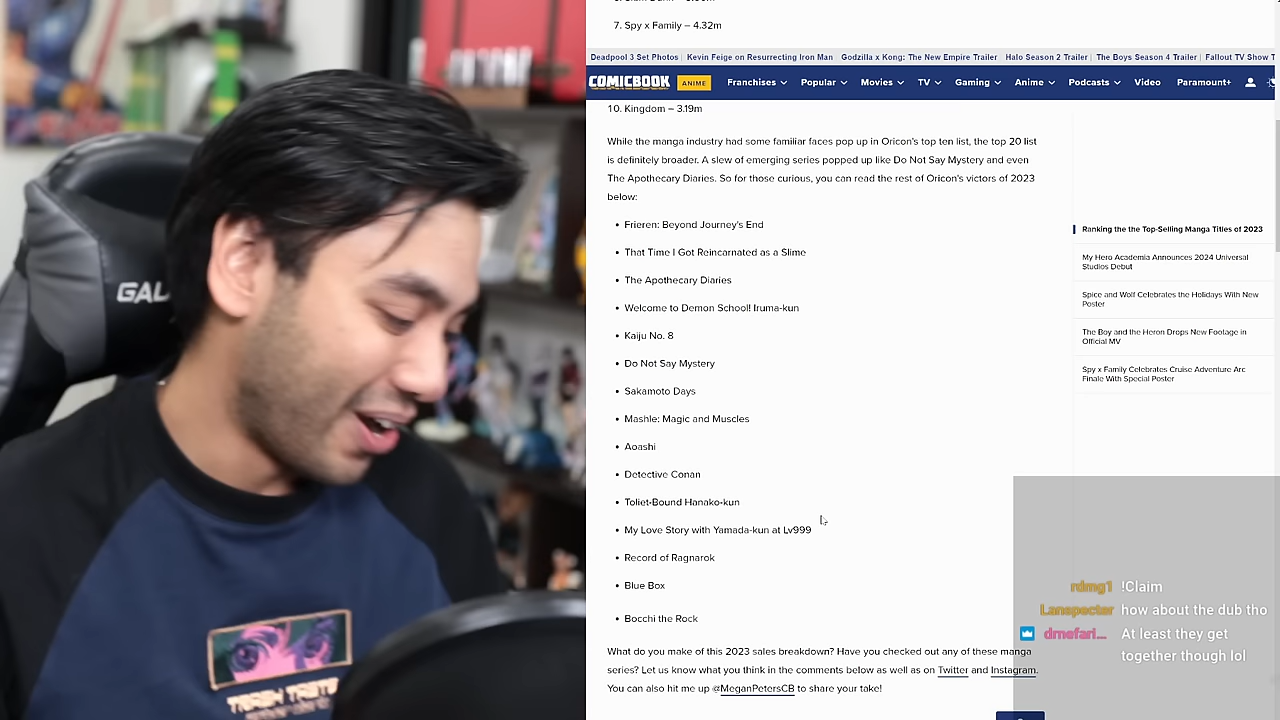 7. Spy x Family – 4.32m
Deadpool 3 Set Photos | Kevin Feige on Resurrecting Iron Man Godzilla x Kong: The New Empire Trailer Halo Season 2 Trailer | The Boys Season 4 Trailer | Fallout TV Show T
COMICBOOK ANIME Franchises Popular Movies TV Gaming Anime Podcasts Video Paramount+
10. Kingdom – 3.19m
While the manga industry had some familiar faces pop up in Oricon's top ten list, the top 20 list
is definitely broader. A slew of emerging series popped up like Do Not Say Mystery and even
The Apothecary Diaries. So for those curious, you can read the rest of Oricon's victors of 2023
below:
• Frieren: Beyond Journey's End
• That Time I Got Reincarnated as a Slime
• The Apothecary Diaries
• Welcome to Demon School! Iruma-kun
• Kaiju No. 8
• Do Not Say Mystery
• Sakamoto Days
• Mashle: Magic and Muscles
• Aoashi
• Detective Conan
• Toliet-Bound Hanako-kun
• My Love Story with Yamada-kun at Lv999
• Record of Ragnarok
• Blue Box
• Bocchi the Rock
What do you make of this 2023 sales breakdown? Have you checked out any of these manga
series? Let us know what you think in the comments below as well as on Twitter and Instagram.
You can also hit me up @MeganPetersCB to share your take!
Ranking the the Top-Selling Manga Titles of 2023
My Hero Academia Announces 2024 Universal
Studios Debut
Spice and Wolf Celebrates the Holidays With New
Poster
The Boy and the Heron Drops New Footage in
Official MV
Spy x Family Celebrates Cruise Adventure Arc
Finale With Special Poster
rdmg1 !Claim
Lanspecter how about the dub tho
dmefari... At least they get
together though lol
GAL
TRASH TASTE